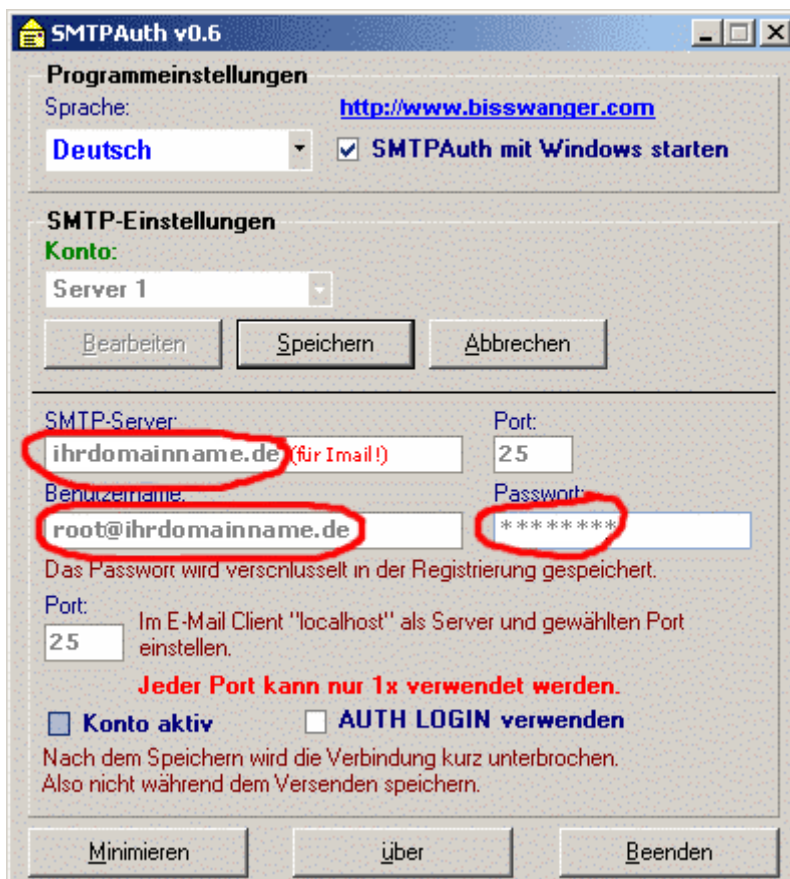 SMTPAuth v0.6
Programmeinstellungen
Sprache:
http://www.bisswanger.com
Deutsch
SMTPAuth mit Windows starten
SMTP-Einstellungen
Konto:
Server 1
Bearbeiten
Speichern
Abbrechen
SMTP-Server:
Port:
ihrdomainname.de (für Imail!)
25
Benutzername:
Passwort:
root@ihrdomainname.de
********
Das Passwort wird verschlusselt in der Registrierung gespeichert.
Port:
25
Im E-Mail Client "localhost" als Server und gewählten Port
einstellen.
Jeder Port kann nur 1x verwendet werden.
Konto aktiv
AUTH LOGIN verwenden
Nach dem Speichern wird die Verbindung kurz unterbrochen.
Also nicht während dem Versenden speichern.
Minimieren
über
Beenden